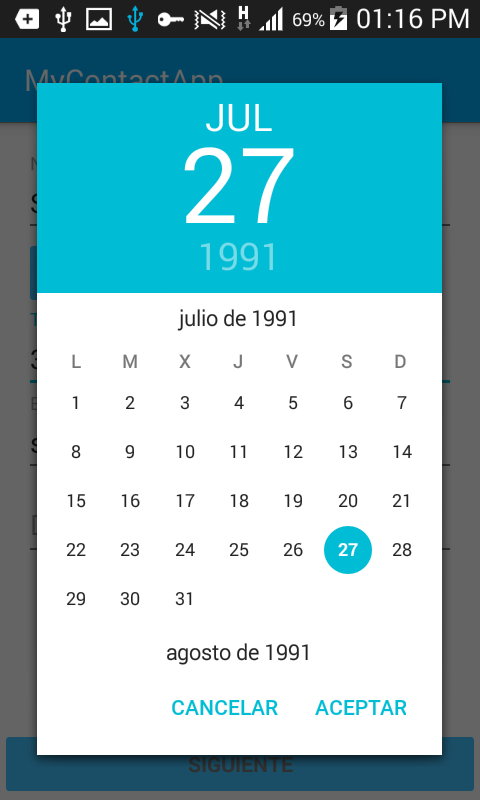 H 69% 01:16 PM
MyContactApp
JUL
27
1991
julio de 1991
L M X J V S D
1 2 3 4 5 6 7
8 9 10 11 12 13 14
15 16 17 18 19 20 21
22 23 24 25 26 27 28
29 30 31
agosto de 1991
CANCELAR ACEPTAR
SIGUIENTE